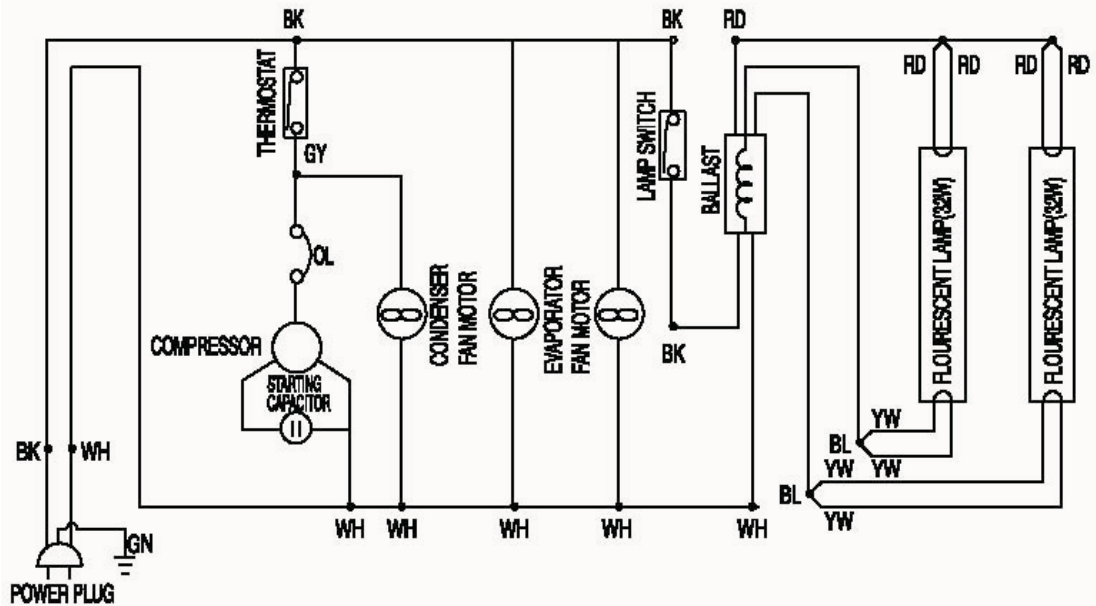 BK
BK
RD
RD
RD
RD
RD
THERMOSTAT
GY
LAMP SWITCH
BALLAST
FLOURESCENT LAMP(32W)
FLOURESCENT LAMP(32W)
OL
COMPRESSOR
STARTING
CAPACITOR
CONDENSER
FAN MOTOR
EVAPORATOR
FAN MOTOR
BK
BK
WH
YW
BL
YW
YW
BL
YW
WH
WH
WH
WH
WH
GN
POWER PLUG